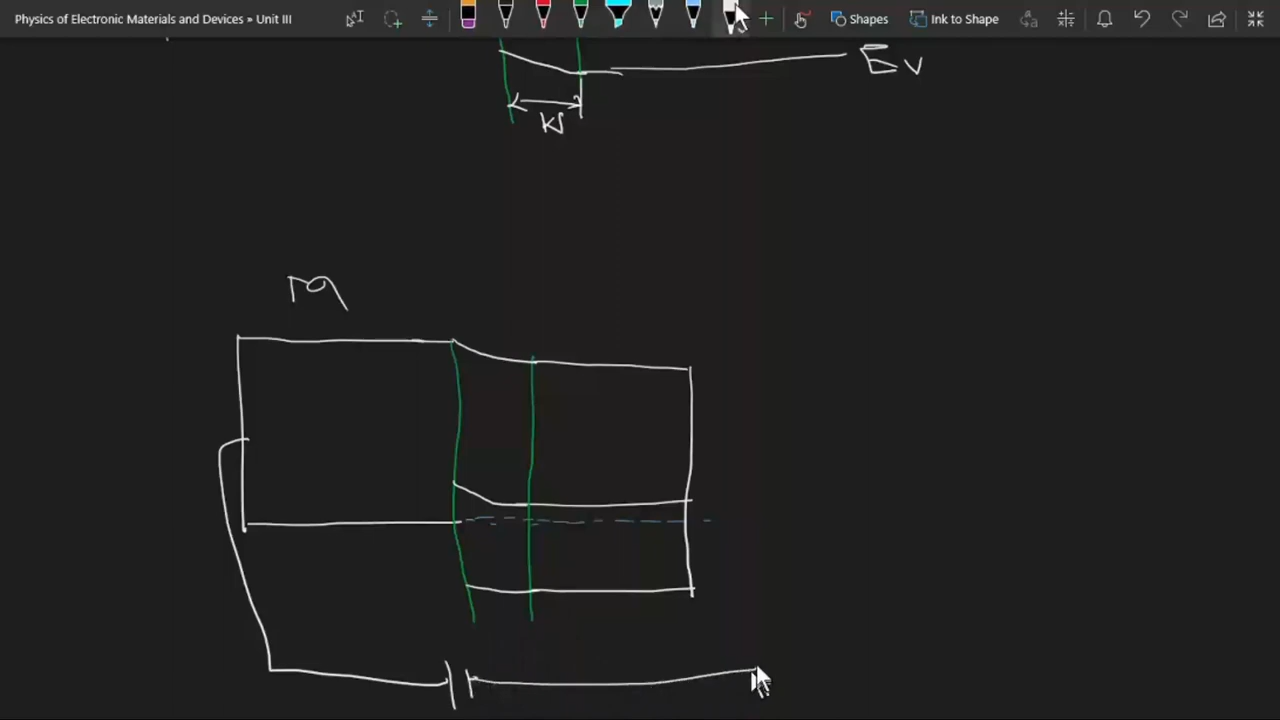 Physics of Electronic Materials and Devices » Unit III
Shapes
Ink to Shape
Ev